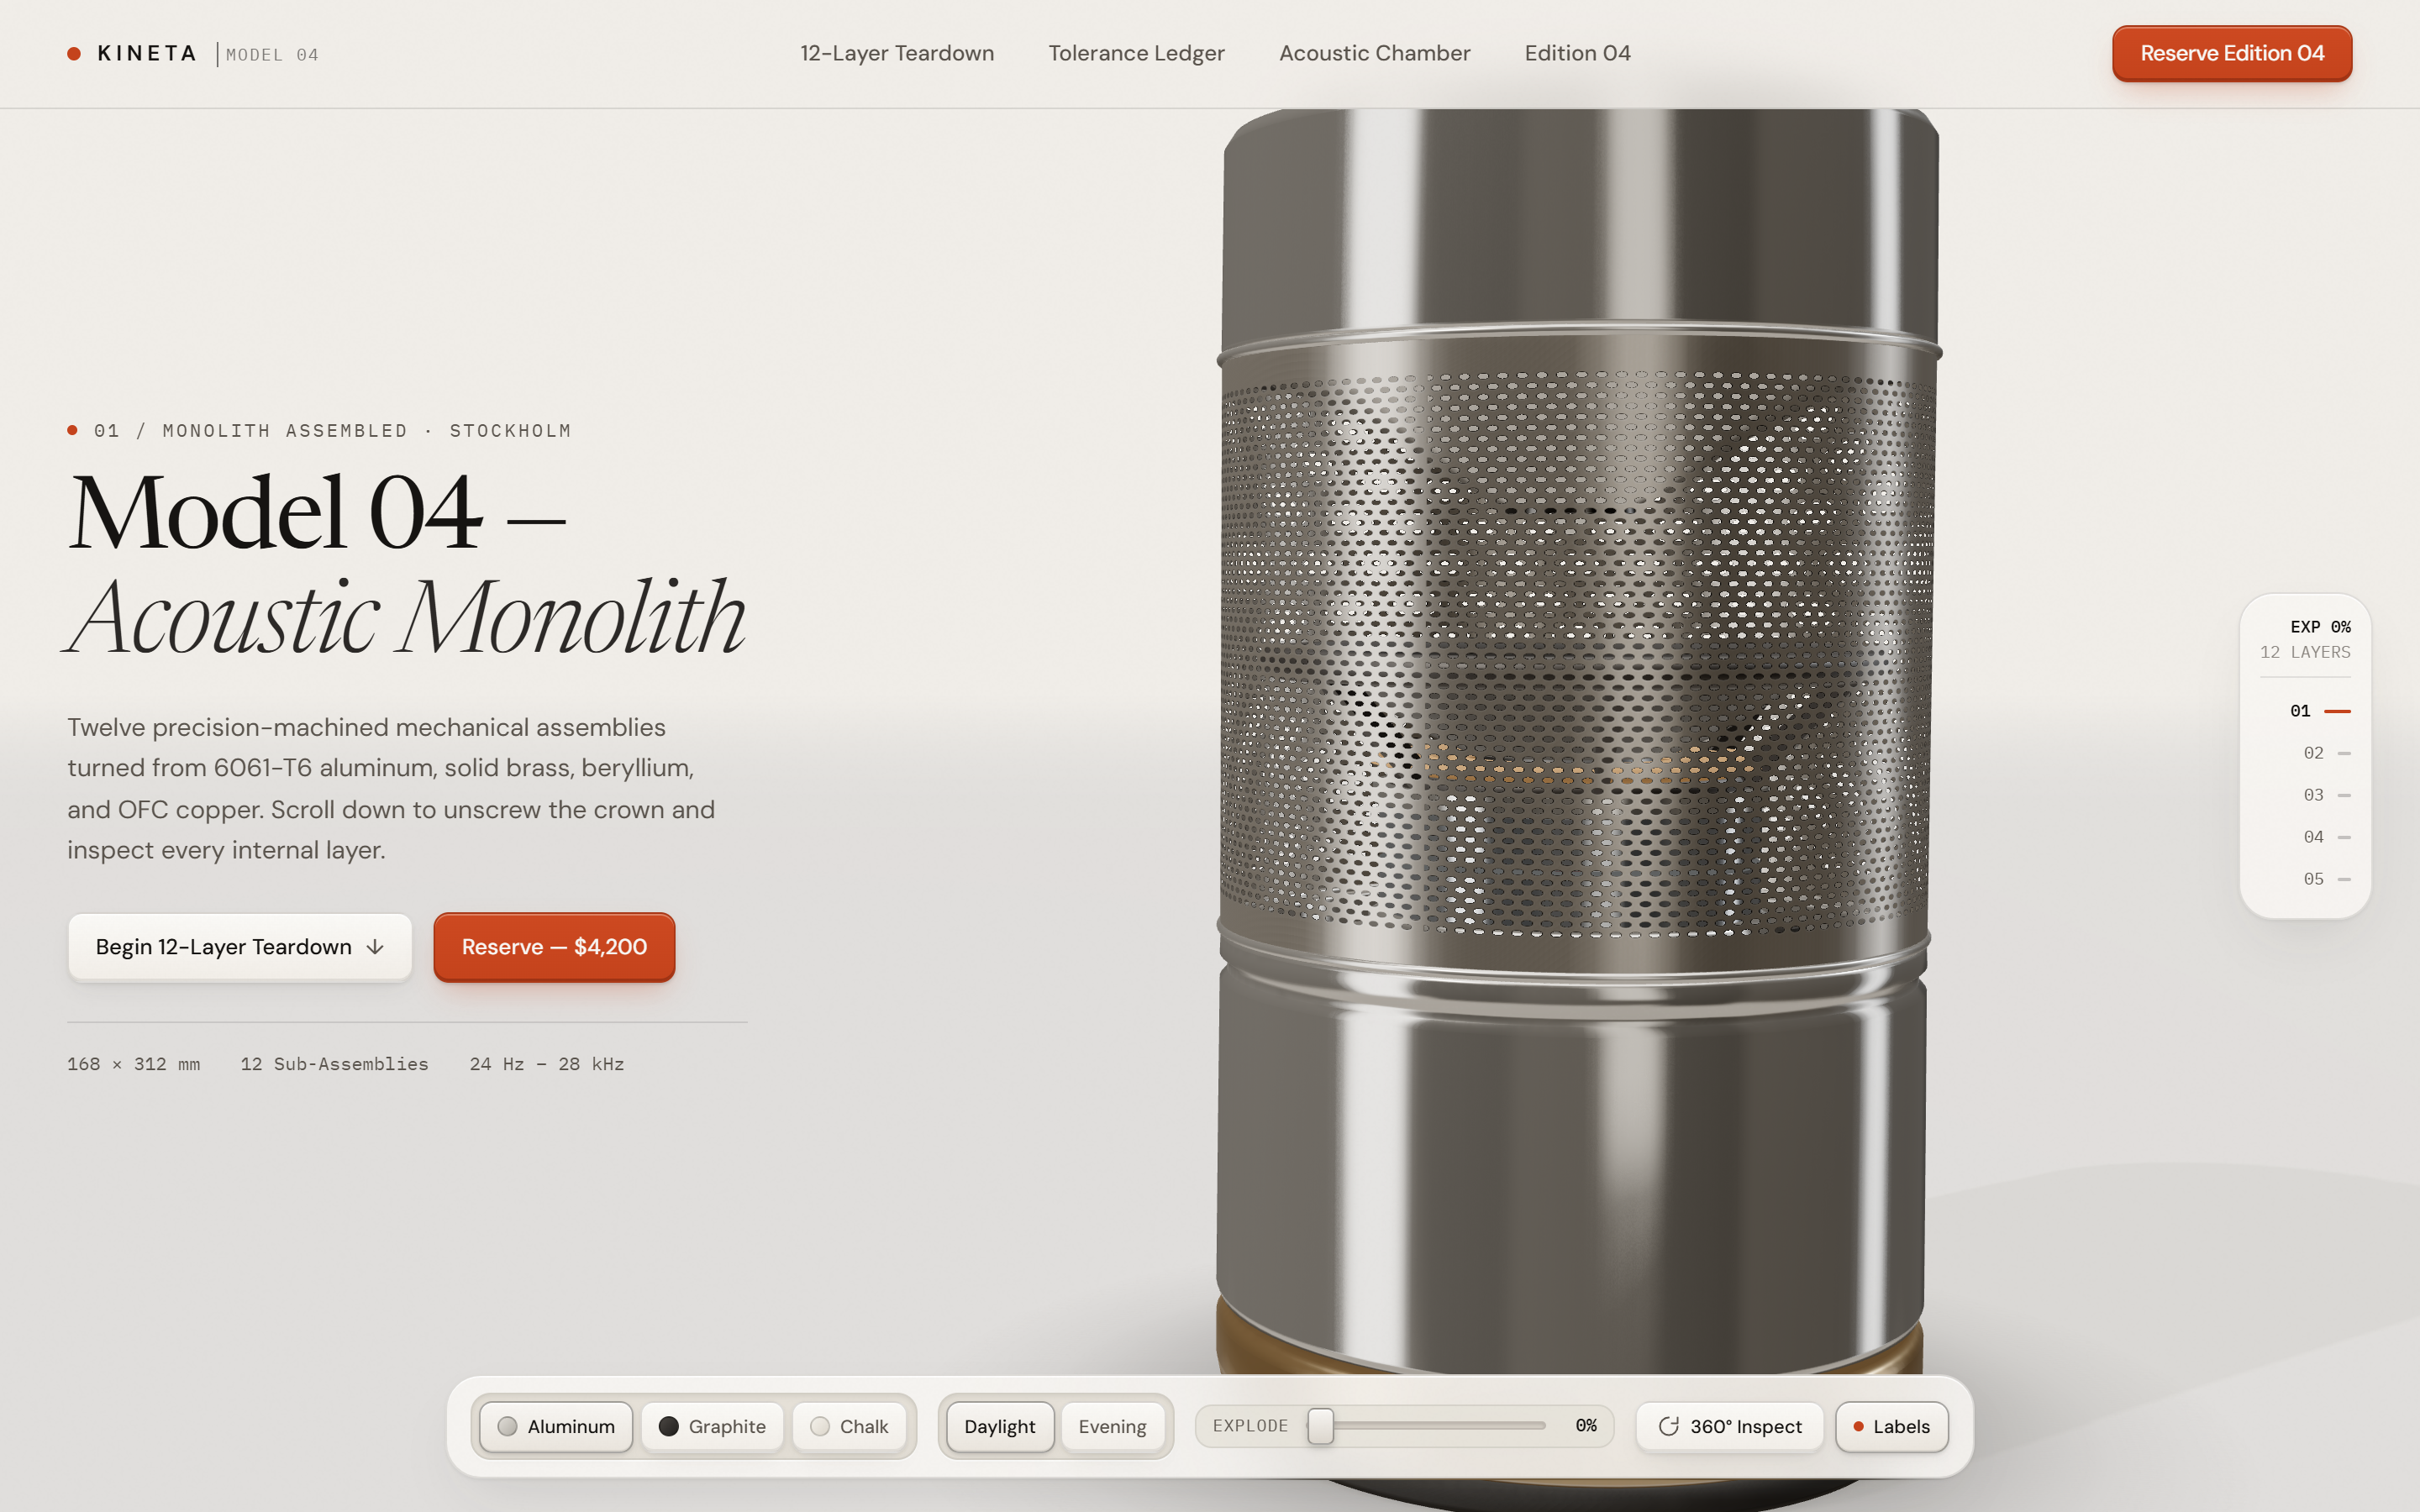 KINETA | MODEL 04
12-Layer Teardown
Tolerance Ledger
Acoustic Chamber
Edition 04
Reserve Edition 04
01 / MONOLITH ASSEMBLED · STOCKHOLM
Model 04 —
Acoustic Monolith
Twelve precision-machined mechanical assemblies
turned from 6061-T6 aluminum, solid brass, beryllium,
and OFC copper. Scroll down to unscrew the crown and
inspect every internal layer.
Begin 12-Layer Teardown ↓
Reserve — $4,200
168 × 312 mm
12 Sub-Assemblies
24 Hz – 28 kHz
EXP 0%
12 LAYERS
01
02
03
04
05
Aluminum
Graphite
Chalk
Daylight
Evening
EXPLODE
0%
360° Inspect
Labels